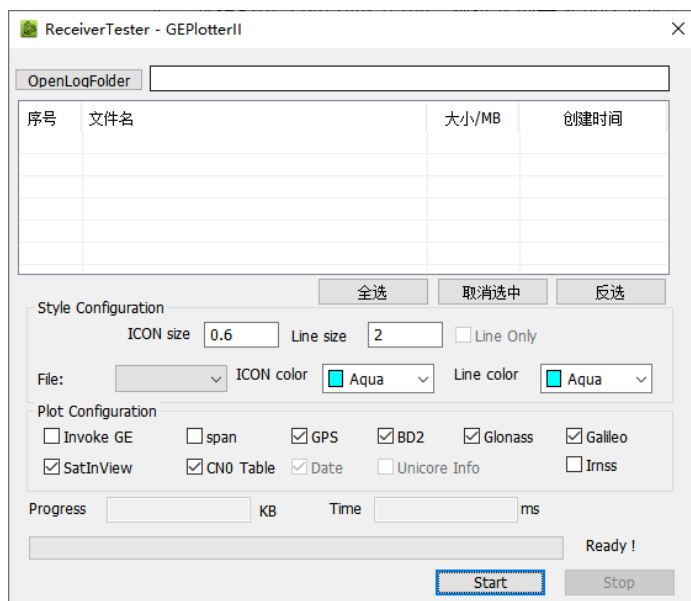 ReceiverTester - GEPlotterII
OpenLogFolder
序号 文件名 大小/MB 创建时间
全选 取消选中 反选
Style Configuration
ICON size 0.6 Line size 2 Line Only
File: ICON color Aqua Line color Aqua
Plot Configuration
Invoke GE span GPS BD2 Glonass Galileo
SatInView CN0 Table Date Unicore Info Irnss
Progress KB Time ms
Ready !
Start Stop